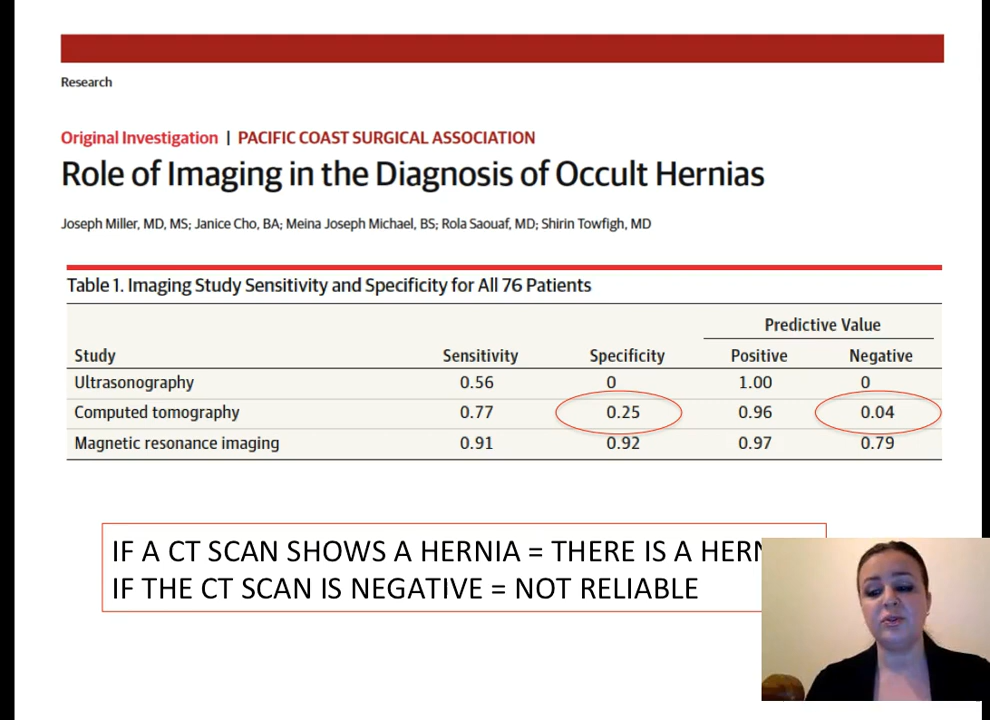 Research
Original Investigation | PACIFIC COAST SURGICAL ASSOCIATION
Role of Imaging in the Diagnosis of Occult Hernias
Joseph Miller, MD, MS; Janice Cho, BA; Meina Joseph Michael, BS; Rola Saouaf, MD; Shirin Towfigh, MD
Table 1. Imaging Study Sensitivity and Specificity for All 76 Patients
Predictive Value
Study Sensitivity Specificity Positive Negative
Ultrasonography 0.56 0 1.00 0
Computed tomography 0.77 0.25 0.96 0.04
Magnetic resonance imaging 0.91 0.92 0.97 0.79
IF A CT SCAN SHOWS A HERNIA = THERE IS A
IF THE CT SCAN IS NEGATIVE = NOT RELIABLE